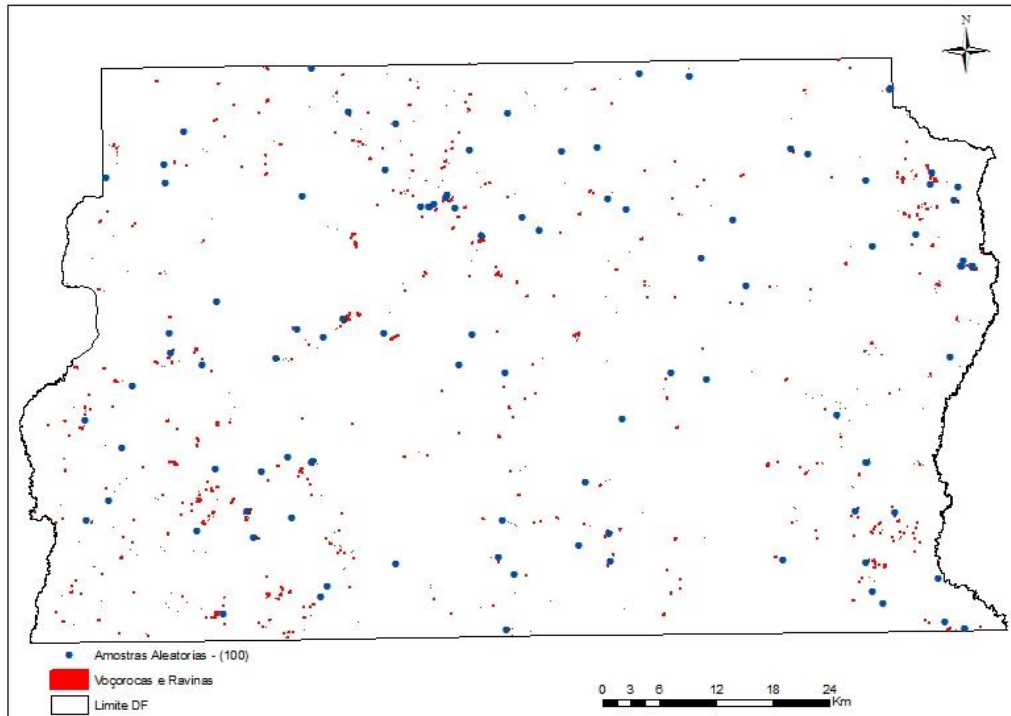 N
Amostras Aleatorias - (100)
Voçorocas e Ravinas
Limite DF
0 3 6 12 18 24
Km